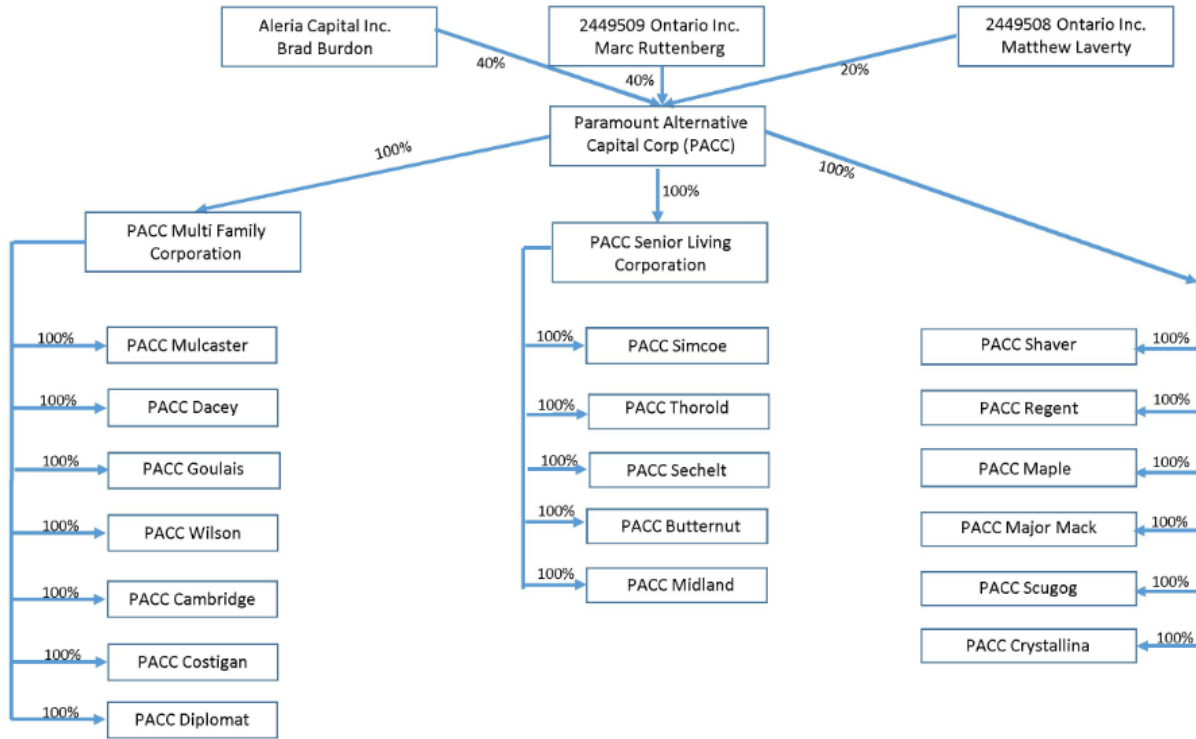 Aleria Capital Inc.
Brad Burdon
2449509 Ontario Inc.
Marc Ruttenberg
2449508 Ontario Inc.
Matthew Laverty
40%
40%
20%
Paramount Alternative
Capital Corp (PACC)
100%
100%
100%
PACC Multi Family
Corporation
PACC Senior Living
Corporation
100%
PACC Mulcaster
100%
PACC Dacey
100%
PACC Goulais
100%
PACC Wilson
100%
PACC Cambridge
100%
PACC Costigan
100%
PACC Diplomat
100%
PACC Simcoe
100%
PACC Thorold
100%
PACC Sechelt
100%
PACC Butternut
100%
PACC Midland
PACC Shaver
100%
PACC Regent
100%
PACC Maple
100%
PACC Major Mack
100%
PACC Scugog
100%
PACC Crystallina
100%